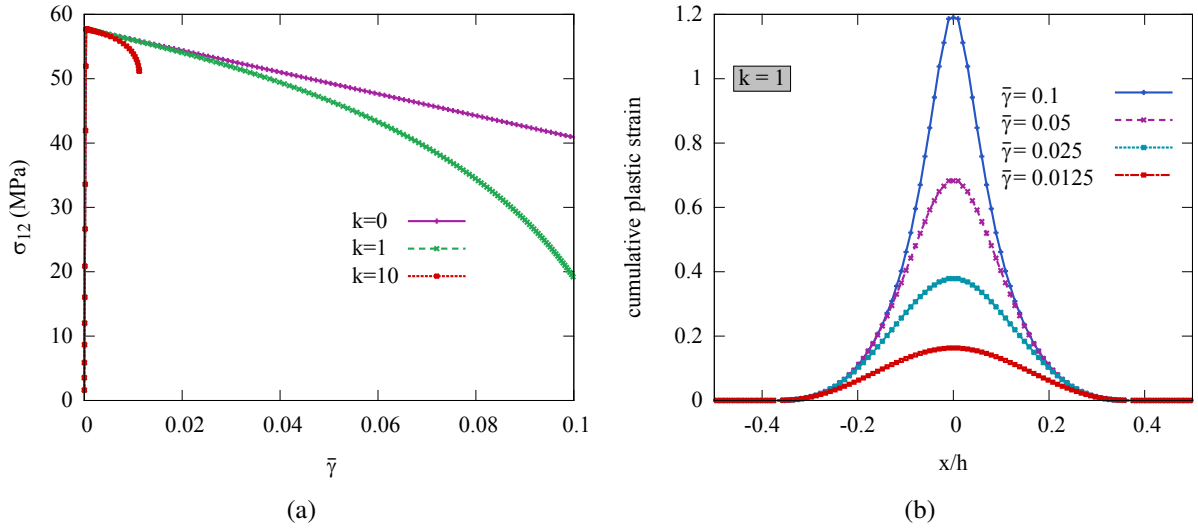 60
50
40
30
20
10
0
σ12 (MPa)
k=0
k=1
k=10
0 0.02 0.04 0.06 0.08 0.1
γ̄
(a)
1.2
1
0.8
0.6
0.4
0.2
0
cumulative plastic strain
k = 1
γ̄= 0.1
γ̄= 0.05
γ̄= 0.025
γ̄= 0.0125
-0.4 -0.2 0 0.2 0.4
x/h
(b)